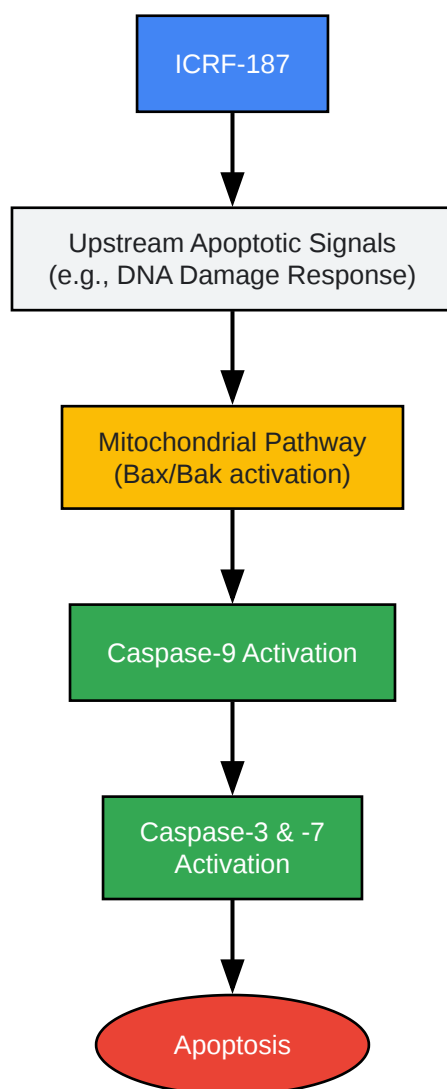 ICRF-187
Upstream Apoptotic Signals
(e.g., DNA Damage Response)
Mitochondrial Pathway
(Bax/Bak activation)
Caspase-9 Activation
Caspase-3 & -7
Activation
Apoptosis